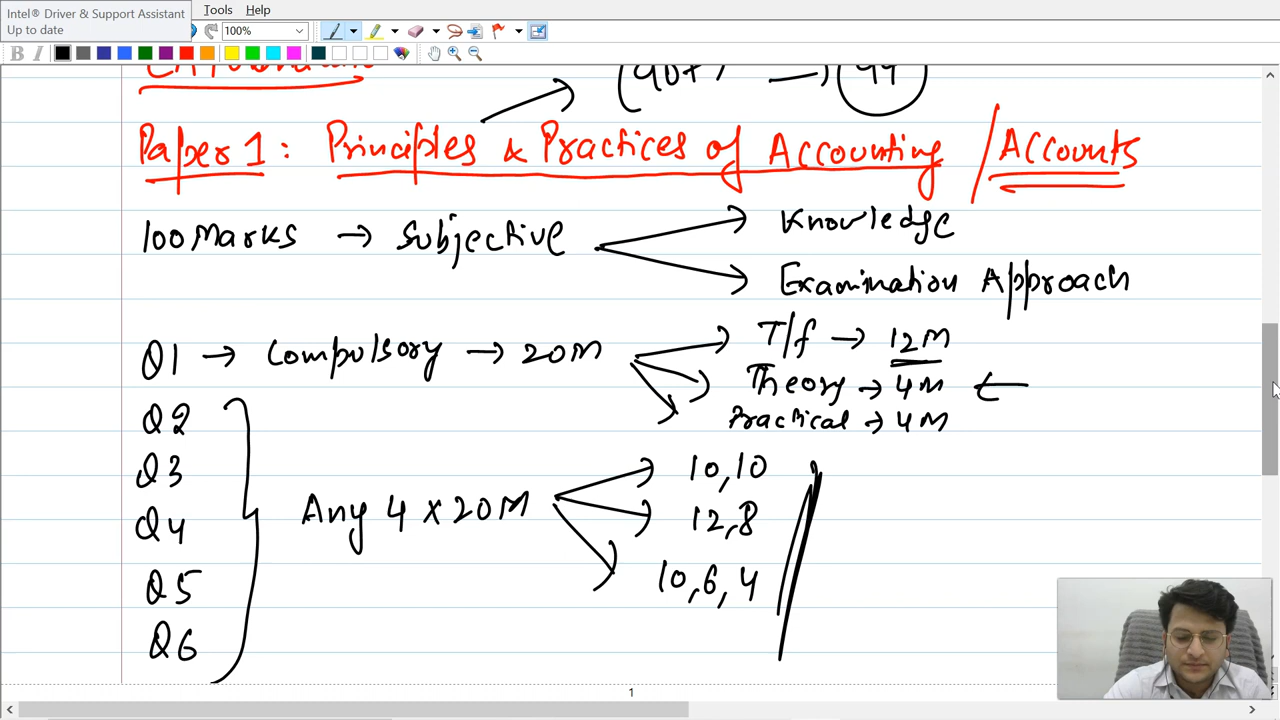 Intel® Driver & Support Assistant
Up to date
Tools Help
100%
B I
(90+) → 99
Paper 1: Principles & Practices of Accounting / Accounts
100 Marks → Subjective
Knowledge
Examination Approach
Q1 → Compulsory → 20M
T/f → 12M
Theory → 4M
Practical → 4M
Q2
Q3
Q4
Q5
Q6
Any 4 x 20M
10,10
12,8
10,6,4
1